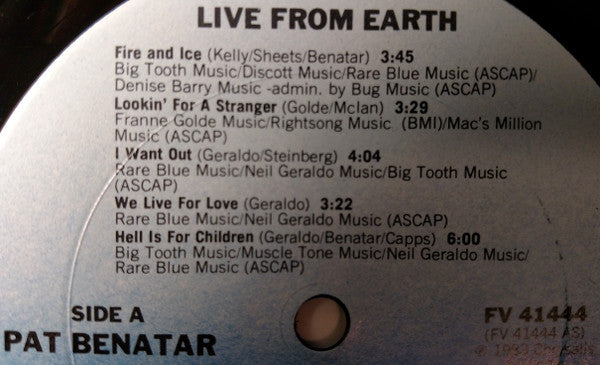 LIVE FROM EARTH
Fire and Ice (Kelly/Sheets/Benatar) 3:45
Big Tooth Music/Discott Music/Rare Blue Music (ASCAP)/
Denise Barry Music -admin. by Bug Music (ASCAP)
Lookin' For A Stranger (Golde/McIan) 3:29
Franne Golde Music/Rightsong Music (BMI)/Mac's Million
Music (ASCAP)
I Want Out (Geraldo/Steinberg) 4:04
Rare Blue Music/Neil Geraldo Music/Big Tooth Music
(ASCAP)
We Live For Love (Geraldo) 3:22
Rare Blue Music/Neil Geraldo Music (ASCAP)
Hell Is For Children (Geraldo/Benatar/Capps) 6:00
Big Tooth Music/Muscle Tone Music/Neil Geraldo Music/
Rare Blue Music (ASCAP)
SIDE A
PAT BENATAR
FV 41444
(FV 41444 AS)
1983 Chrysalis